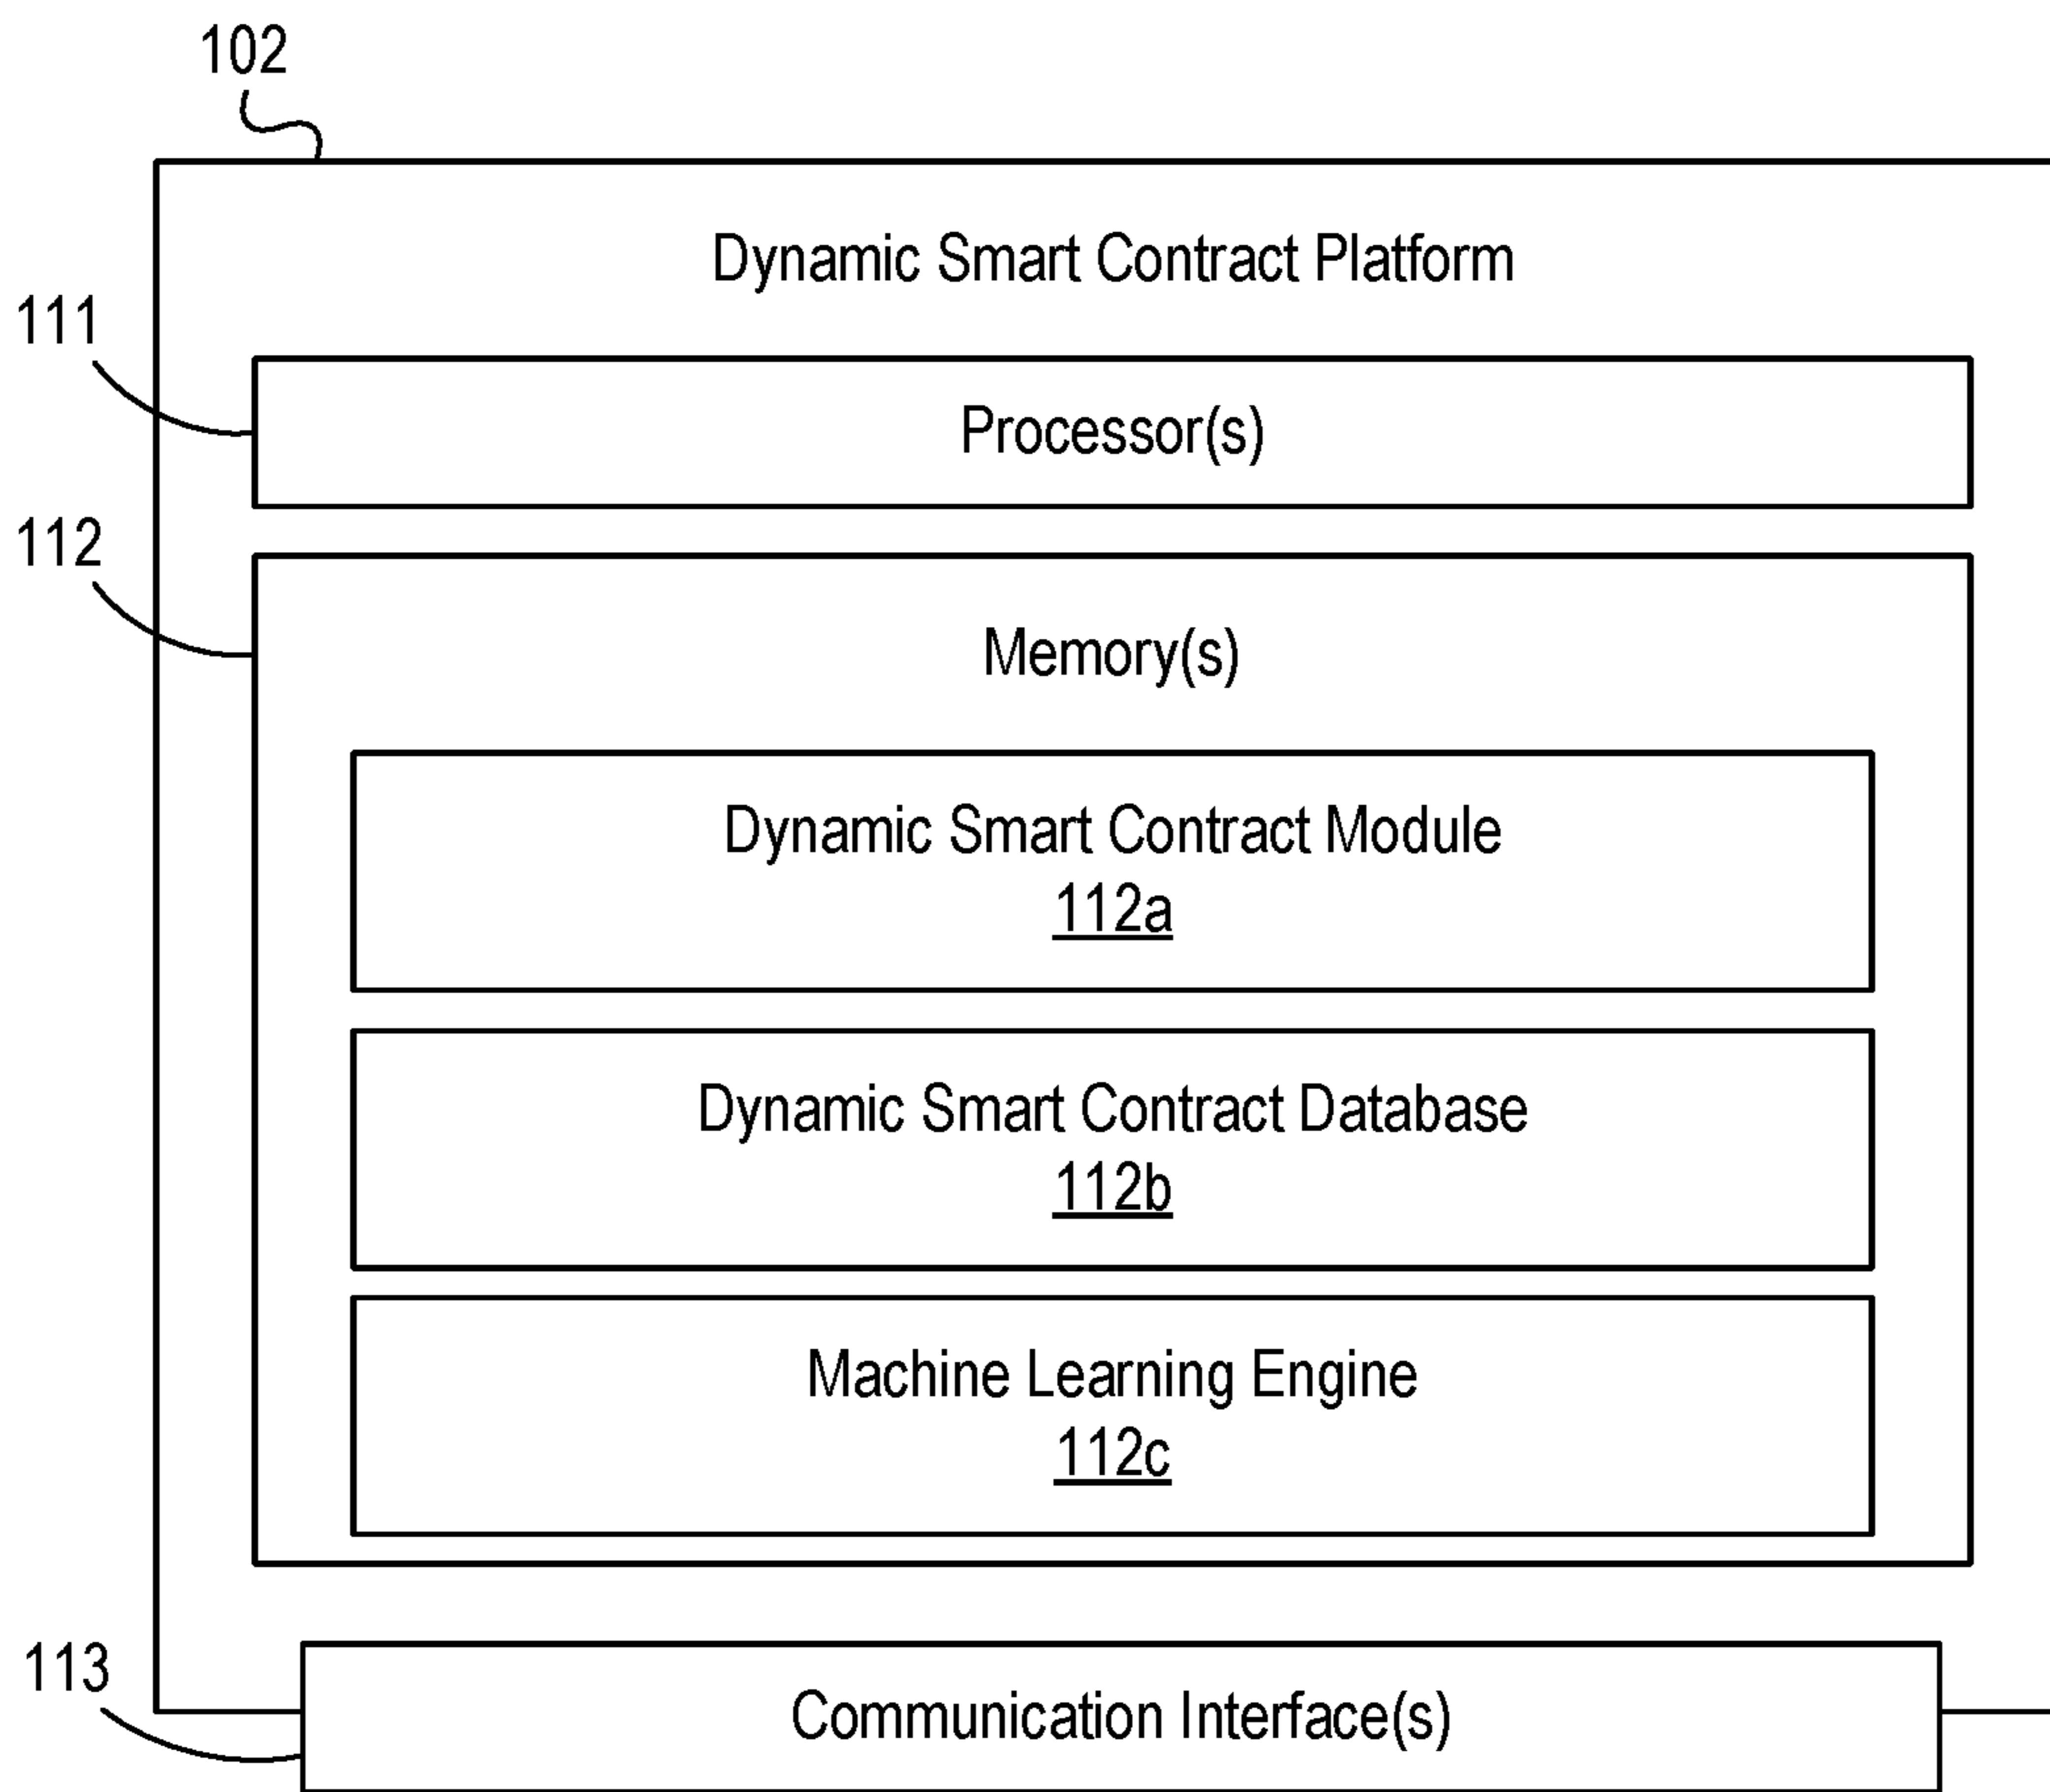 102
Dynamic Smart Contract Platform
111
Processor(s)
112
Memory(s)
Dynamic Smart Contract Module
112a
Dynamic Smart Contract Database
112b
Machine Learning Engine
112c
113
Communication Interface(s)